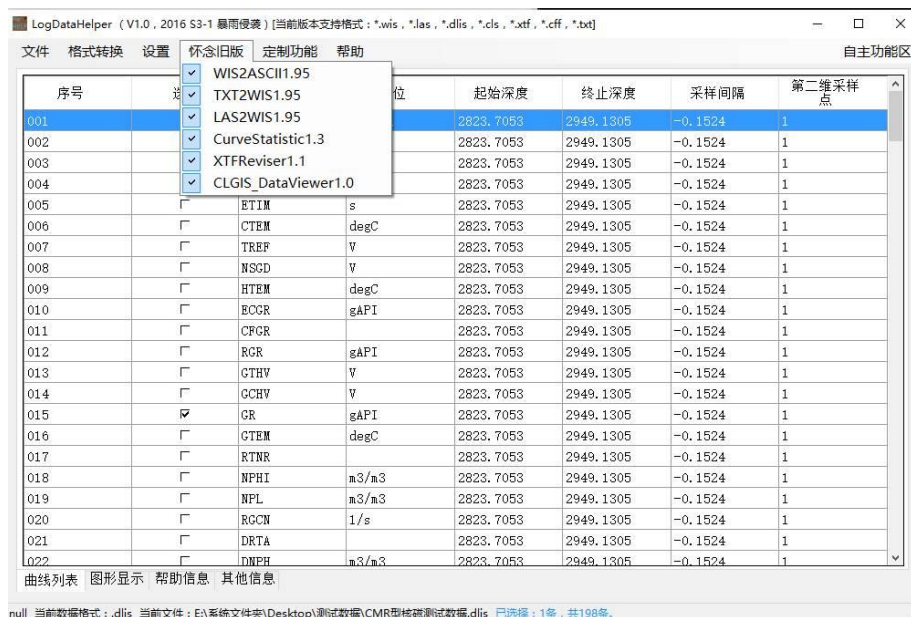 LogDataHelper （V1.0，2016 S3-1 暴雨侵袭）[当前版本支持格式：*.wis , *.las , *.dlis , *.cls , *.xtf , *.cff , *.txt]
文件 格式转换 设置 怀念旧版 定制功能 帮助 自主功能区
WIS2ASCII1.95
TXT2WIS1.95
LAS2WIS1.95
CurveStatistic1.3
XTFReviser1.1
CLGIS_DataViewer1.0
序号 位 起始深度 终止深度 采样间隔 第二维采样点
001 2823.7053 2949.1305 -0.1524 1
002 2823.7053 2949.1305 -0.1524 1
003 2823.7053 2949.1305 -0.1524 1
004 2823.7053 2949.1305 -0.1524 1
005 ETIM s 2823.7053 2949.1305 -0.1524 1
006 CTEM degC 2823.7053 2949.1305 -0.1524 1
007 TREF V 2823.7053 2949.1305 -0.1524 1
008 NSGD V 2823.7053 2949.1305 -0.1524 1
009 HTEM degC 2823.7053 2949.1305 -0.1524 1
010 ECGR gAPI 2823.7053 2949.1305 -0.1524 1
011 CFGR 2823.7053 2949.1305 -0.1524 1
012 RGR gAPI 2823.7053 2949.1305 -0.1524 1
013 GTHV V 2823.7053 2949.1305 -0.1524 1
014 GCHV V 2823.7053 2949.1305 -0.1524 1
015 GR gAPI 2823.7053 2949.1305 -0.1524 1
016 GTEM degC 2823.7053 2949.1305 -0.1524 1
017 RTNR 2823.7053 2949.1305 -0.1524 1
018 NPHI m3/m3 2823.7053 2949.1305 -0.1524 1
019 NPL m3/m3 2823.7053 2949.1305 -0.1524 1
020 RGCN 1/s 2823.7053 2949.1305 -0.1524 1
021 DRTA 2823.7053 2949.1305 -0.1524 1
022 DNPH m3/m3 2823.7053 2949.1305 -0.1524 1
曲线列表 图形显示 帮助信息 其他信息
null 当前数据格式：.dlis 当前文件：E:\系统文件夹\Desktop\测试数据\CMR型核磁测试数据.dlis 已选择：1条，共198条。